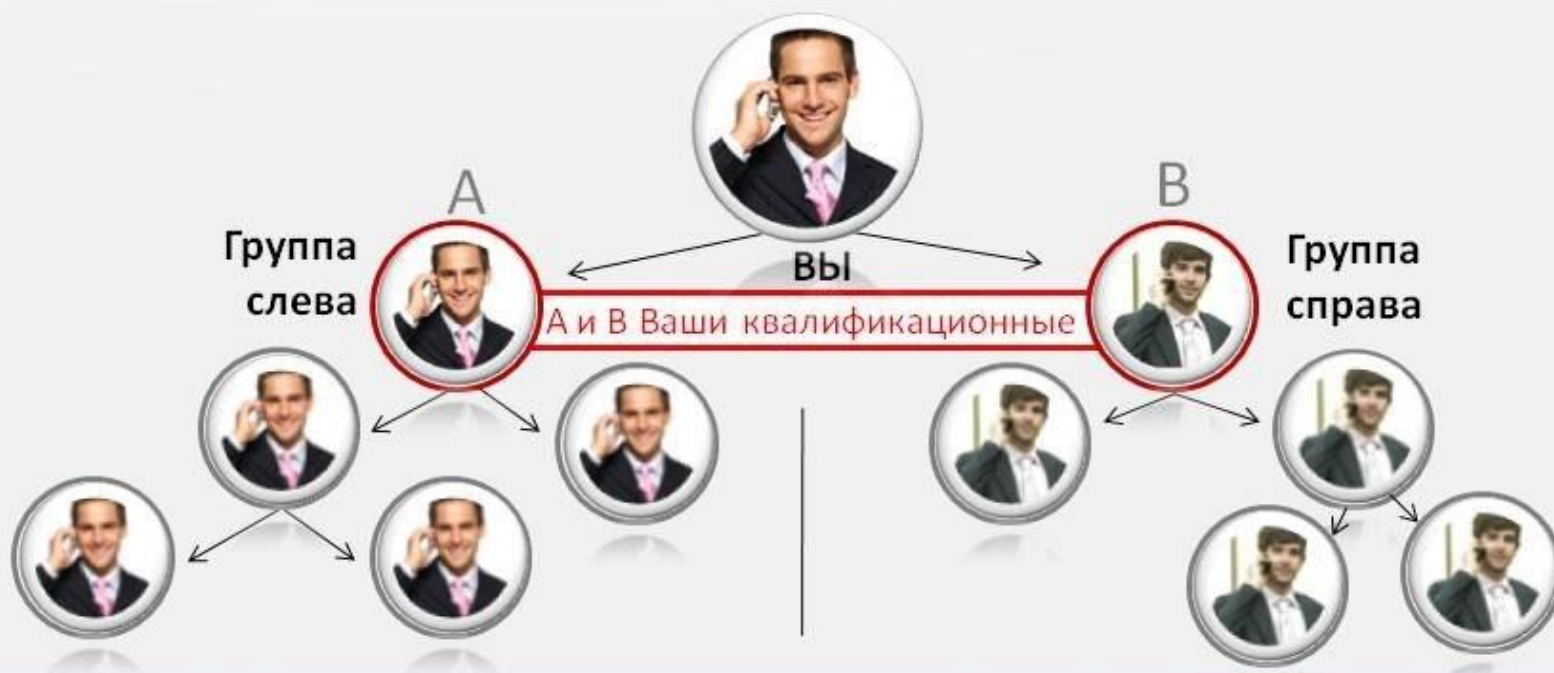 A
B
Группа
слева
ВЫ
Группа
справа
А и В Ваши квалификационные